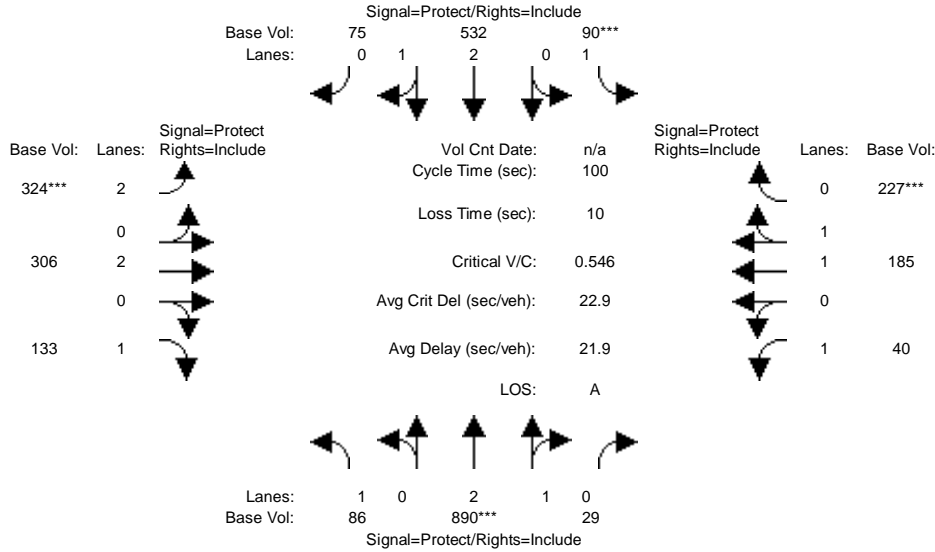 Signal=Protect/Rights=Include
Base Vol: 75 532 90***
Lanes: 0 1 2 0 1
Signal=Protect
Base Vol: Lanes: Rights=Include
324*** 2
0
306 2
0
133 1
Vol Cnt Date: n/a
Cycle Time (sec): 100
Loss Time (sec): 10
Critical V/C: 0.546
Avg Crit Del (sec/veh): 22.9
Avg Delay (sec/veh): 21.9
LOS: A
Signal=Protect
Rights=Include Lanes: Base Vol:
0 227***
1
1 185
0
1 40
Lanes: 1 0 2 1 0
Base Vol: 86 890*** 29
Signal=Protect/Rights=Include